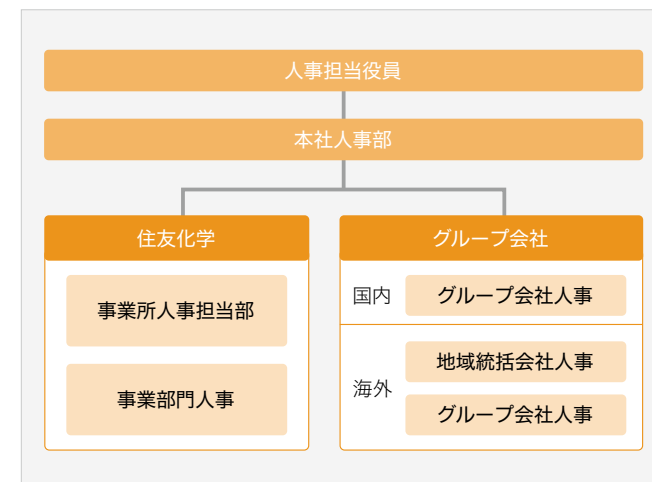 人事担当役員
本社人事部
住友化学
事業所人事担当部
事業部門人事
グループ会社
国内
グループ会社人事
海外
地域統括会社人事
グループ会社人事